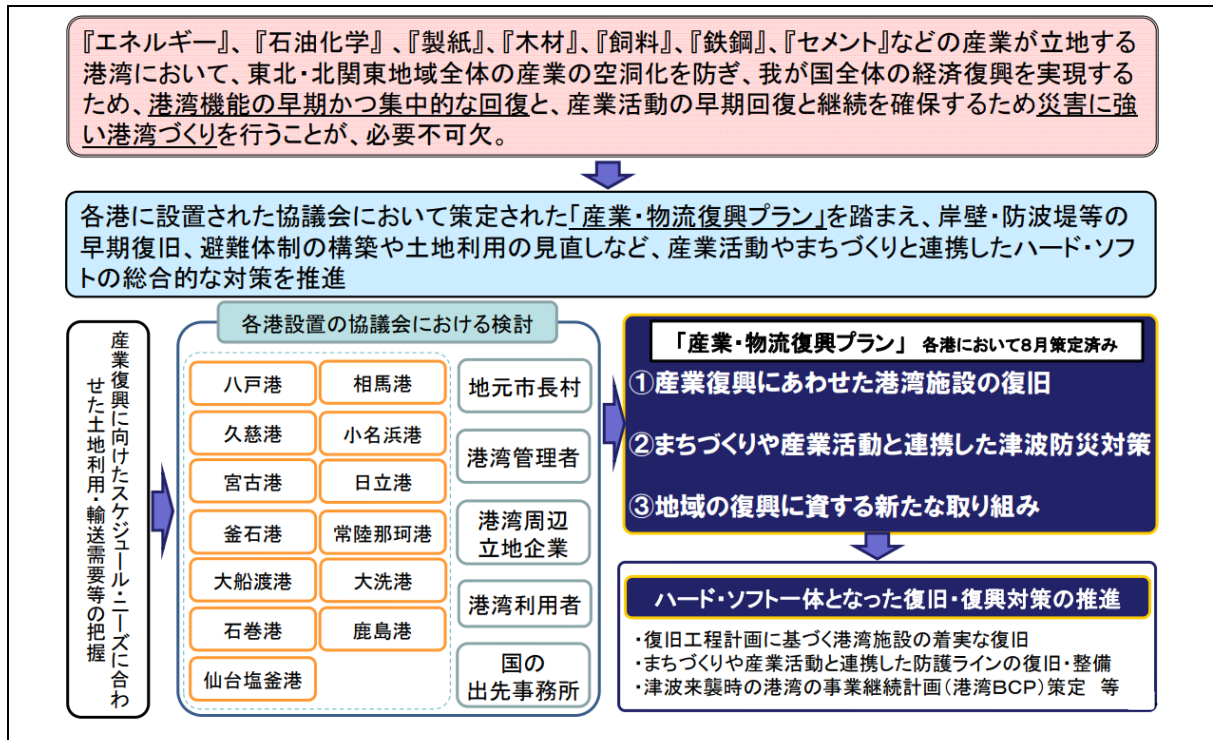 『エネルギー』、『石油化学』、『製紙』、『木材』、『飼料』、『鉄鋼』、『セメント』などの産業が立地する
港湾において、東北・北関東地域全体の産業の空洞化を防ぎ、我が国全体の経済復興を実現する
ため、港湾機能の早期かつ集中的な回復と、産業活動の早期回復と継続を確保するため災害に強
い港湾づくりを行うことが、必要不可欠。
各港に設置された協議会において策定された「産業・物流復興プラン」を踏まえ、岸壁・防波堤等の
早期復旧、避難体制の構築や土地利用の見直しなど、産業活動やまちづくりと連携したハード・ソフ
トの総合的な対策を推進
産業復興に向けたスケジュール・ニーズに合わ
せた土地利用・輸送需要等の把握
各港設置の協議会における検討
八戸港
久慈港
宮古港
釜石港
大船渡港
石巻港
仙台塩釜港
相馬港
小名浜港
日立港
常陸那珂港
大洗港
鹿島港
地元市長村
港湾管理者
港湾周辺
立地企業
港湾利用者
国の
出先事務所
「産業・物流復興プラン」 各港において8月策定済み
①産業復興にあわせた港湾施設の復旧
②まちづくりや産業活動と連携した津波防災対策
③地域の復興に資する新たな取り組み
ハード・ソフト一体となった復旧・復興対策の推進
・復旧工程計画に基づく港湾施設の着実な復旧
・まちづくりや産業活動と連携した防護ラインの復旧・整備
・津波来襲時の港湾の事業継続計画(港湾BCP)策定 等